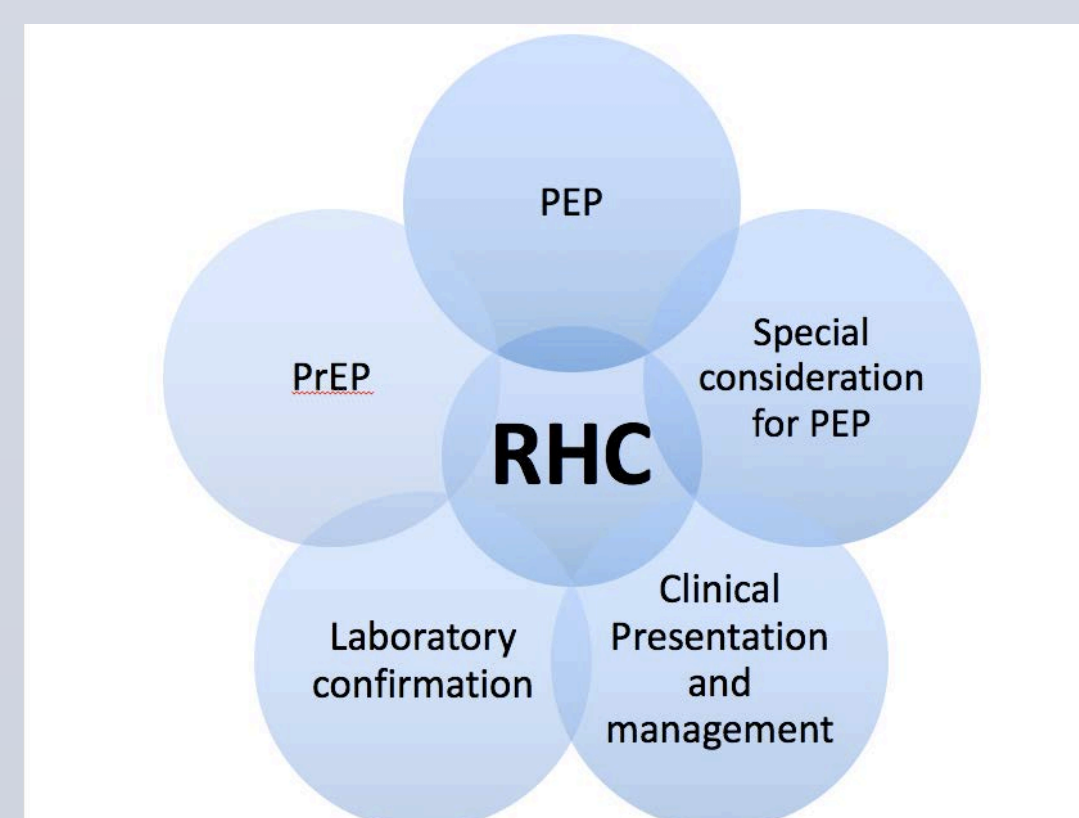 PEP
Special
consideration
for PEP
PrEP
RHC
Clinical
Presentation
and
management
Laboratory
confirmation